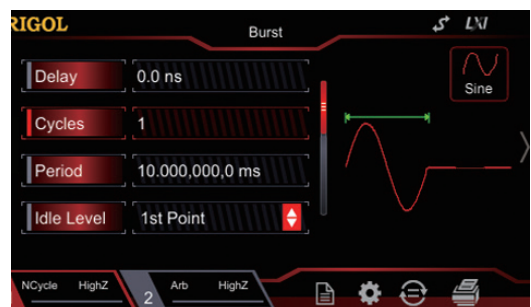 RIGOL
Burst
LXI
Delay
0.0 ns
Sine
Cycles
1
Period
10.000,000,0 ms
Idle Level
1st Point
NCycle HighZ
2
Arb HighZ